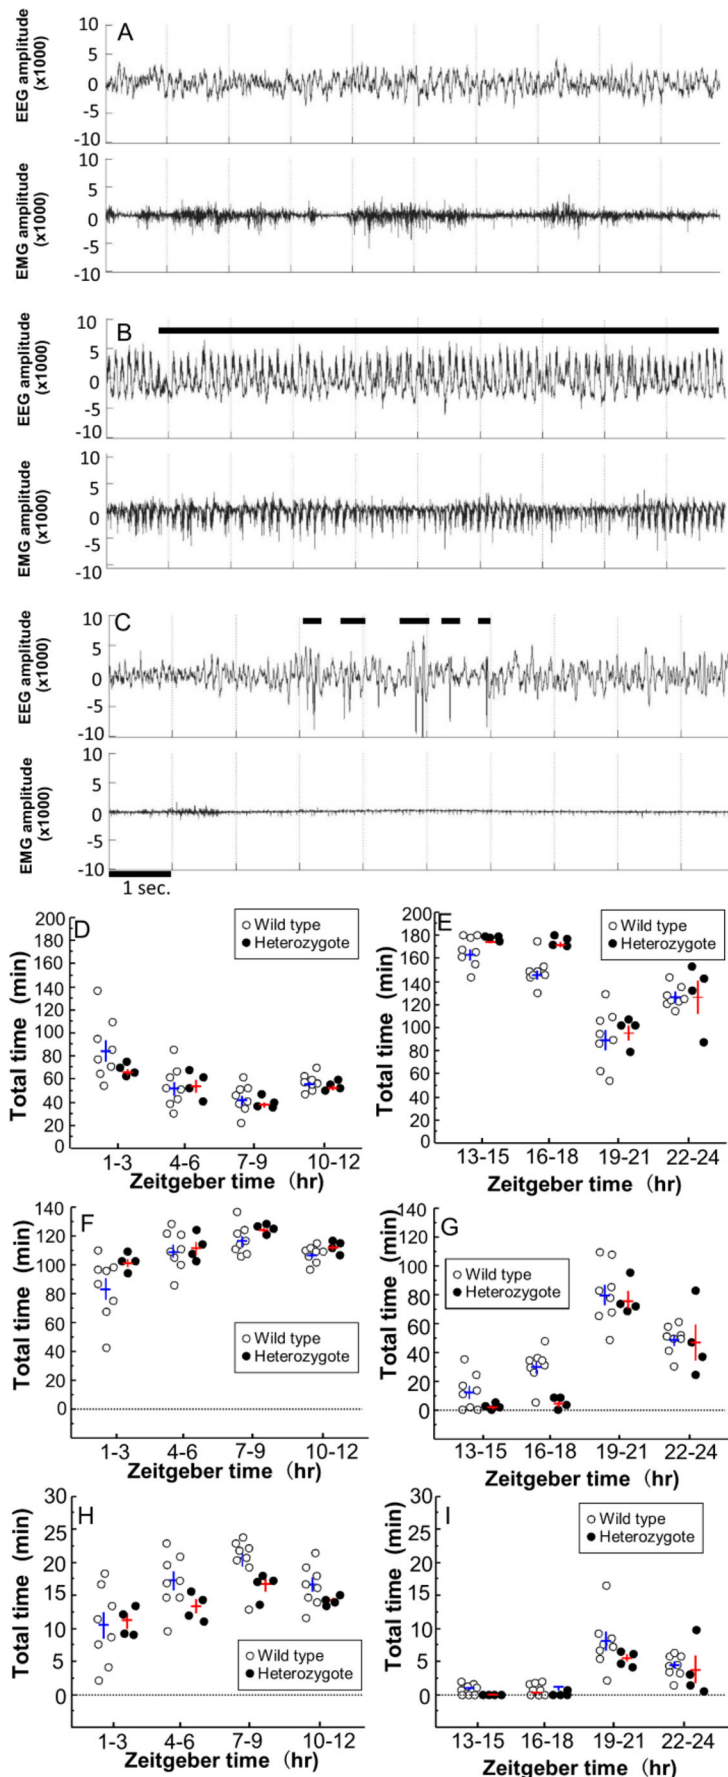 A
EEG amplitude
(x1000)
10
5
0
-5
-10
EMG amplitude
(x1000)
10
5
0
-5
-10
B
EEG amplitude
(x1000)
10
5
0
-5
-10
EMG amplitude
(x1000)
10
5
0
-5
-10
C
EEG amplitude
(x1000)
10
5
0
-5
-10
EMG amplitude
(x1000)
10
5
0
-5
-10
1 sec.
D
Total time (min)
200
180
160
140
120
100
80
60
40
20
0
Wild type
Heterozygote
1-3 4-6 7-9 10-12
Zeitgeber time (hr)
E
Total time (min)
200
180
160
140
120
100
80
60
40
20
0
Wild type
Heterozygote
13-15 16-18 19-21 22-24
Zeitgeber time (hr)
F
Total time (min)
140
120
100
80
60
40
20
0
Wild type
Heterozygote
1-3 4-6 7-9 10-12
Zeitgeber time (hr)
G
Total time (min)
140
120
100
80
60
40
20
0
Wild type
Heterozygote
13-15 16-18 19-21 22-24
Zeitgeber time (hr)
H
Total time (min)
30
25
20
15
10
5
0
Wild type
Heterozygote
1-3 4-6 7-9 10-12
Zeitgeber time (hr)
I
Total time (min)
30
25
20
15
10
5
0
Wild type
Heterozygote
13-15 16-18 19-21 22-24
Zeitgeber time (hr)